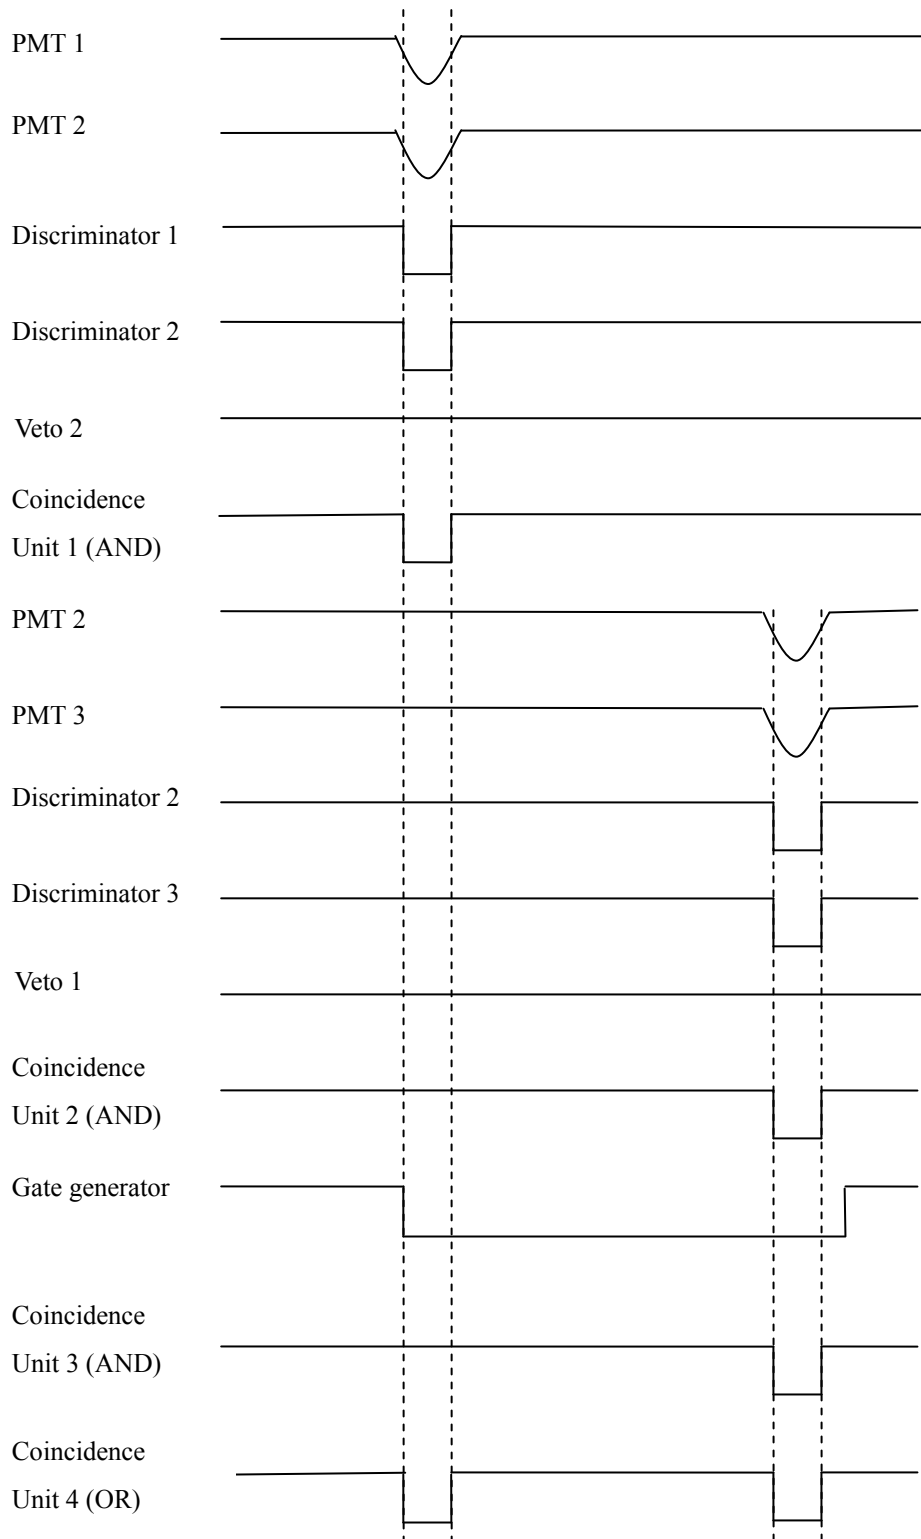 PMT 1
PMT 2
Discriminator 1
Discriminator 2
Veto 2
Coincidence
Unit 1 (AND)
PMT 2
PMT 3
Discriminator 2
Discriminator 3
Veto 1
Coincidence
Unit 2 (AND)
Gate generator
Coincidence
Unit 3 (AND)
Coincidence
Unit 4 (OR)